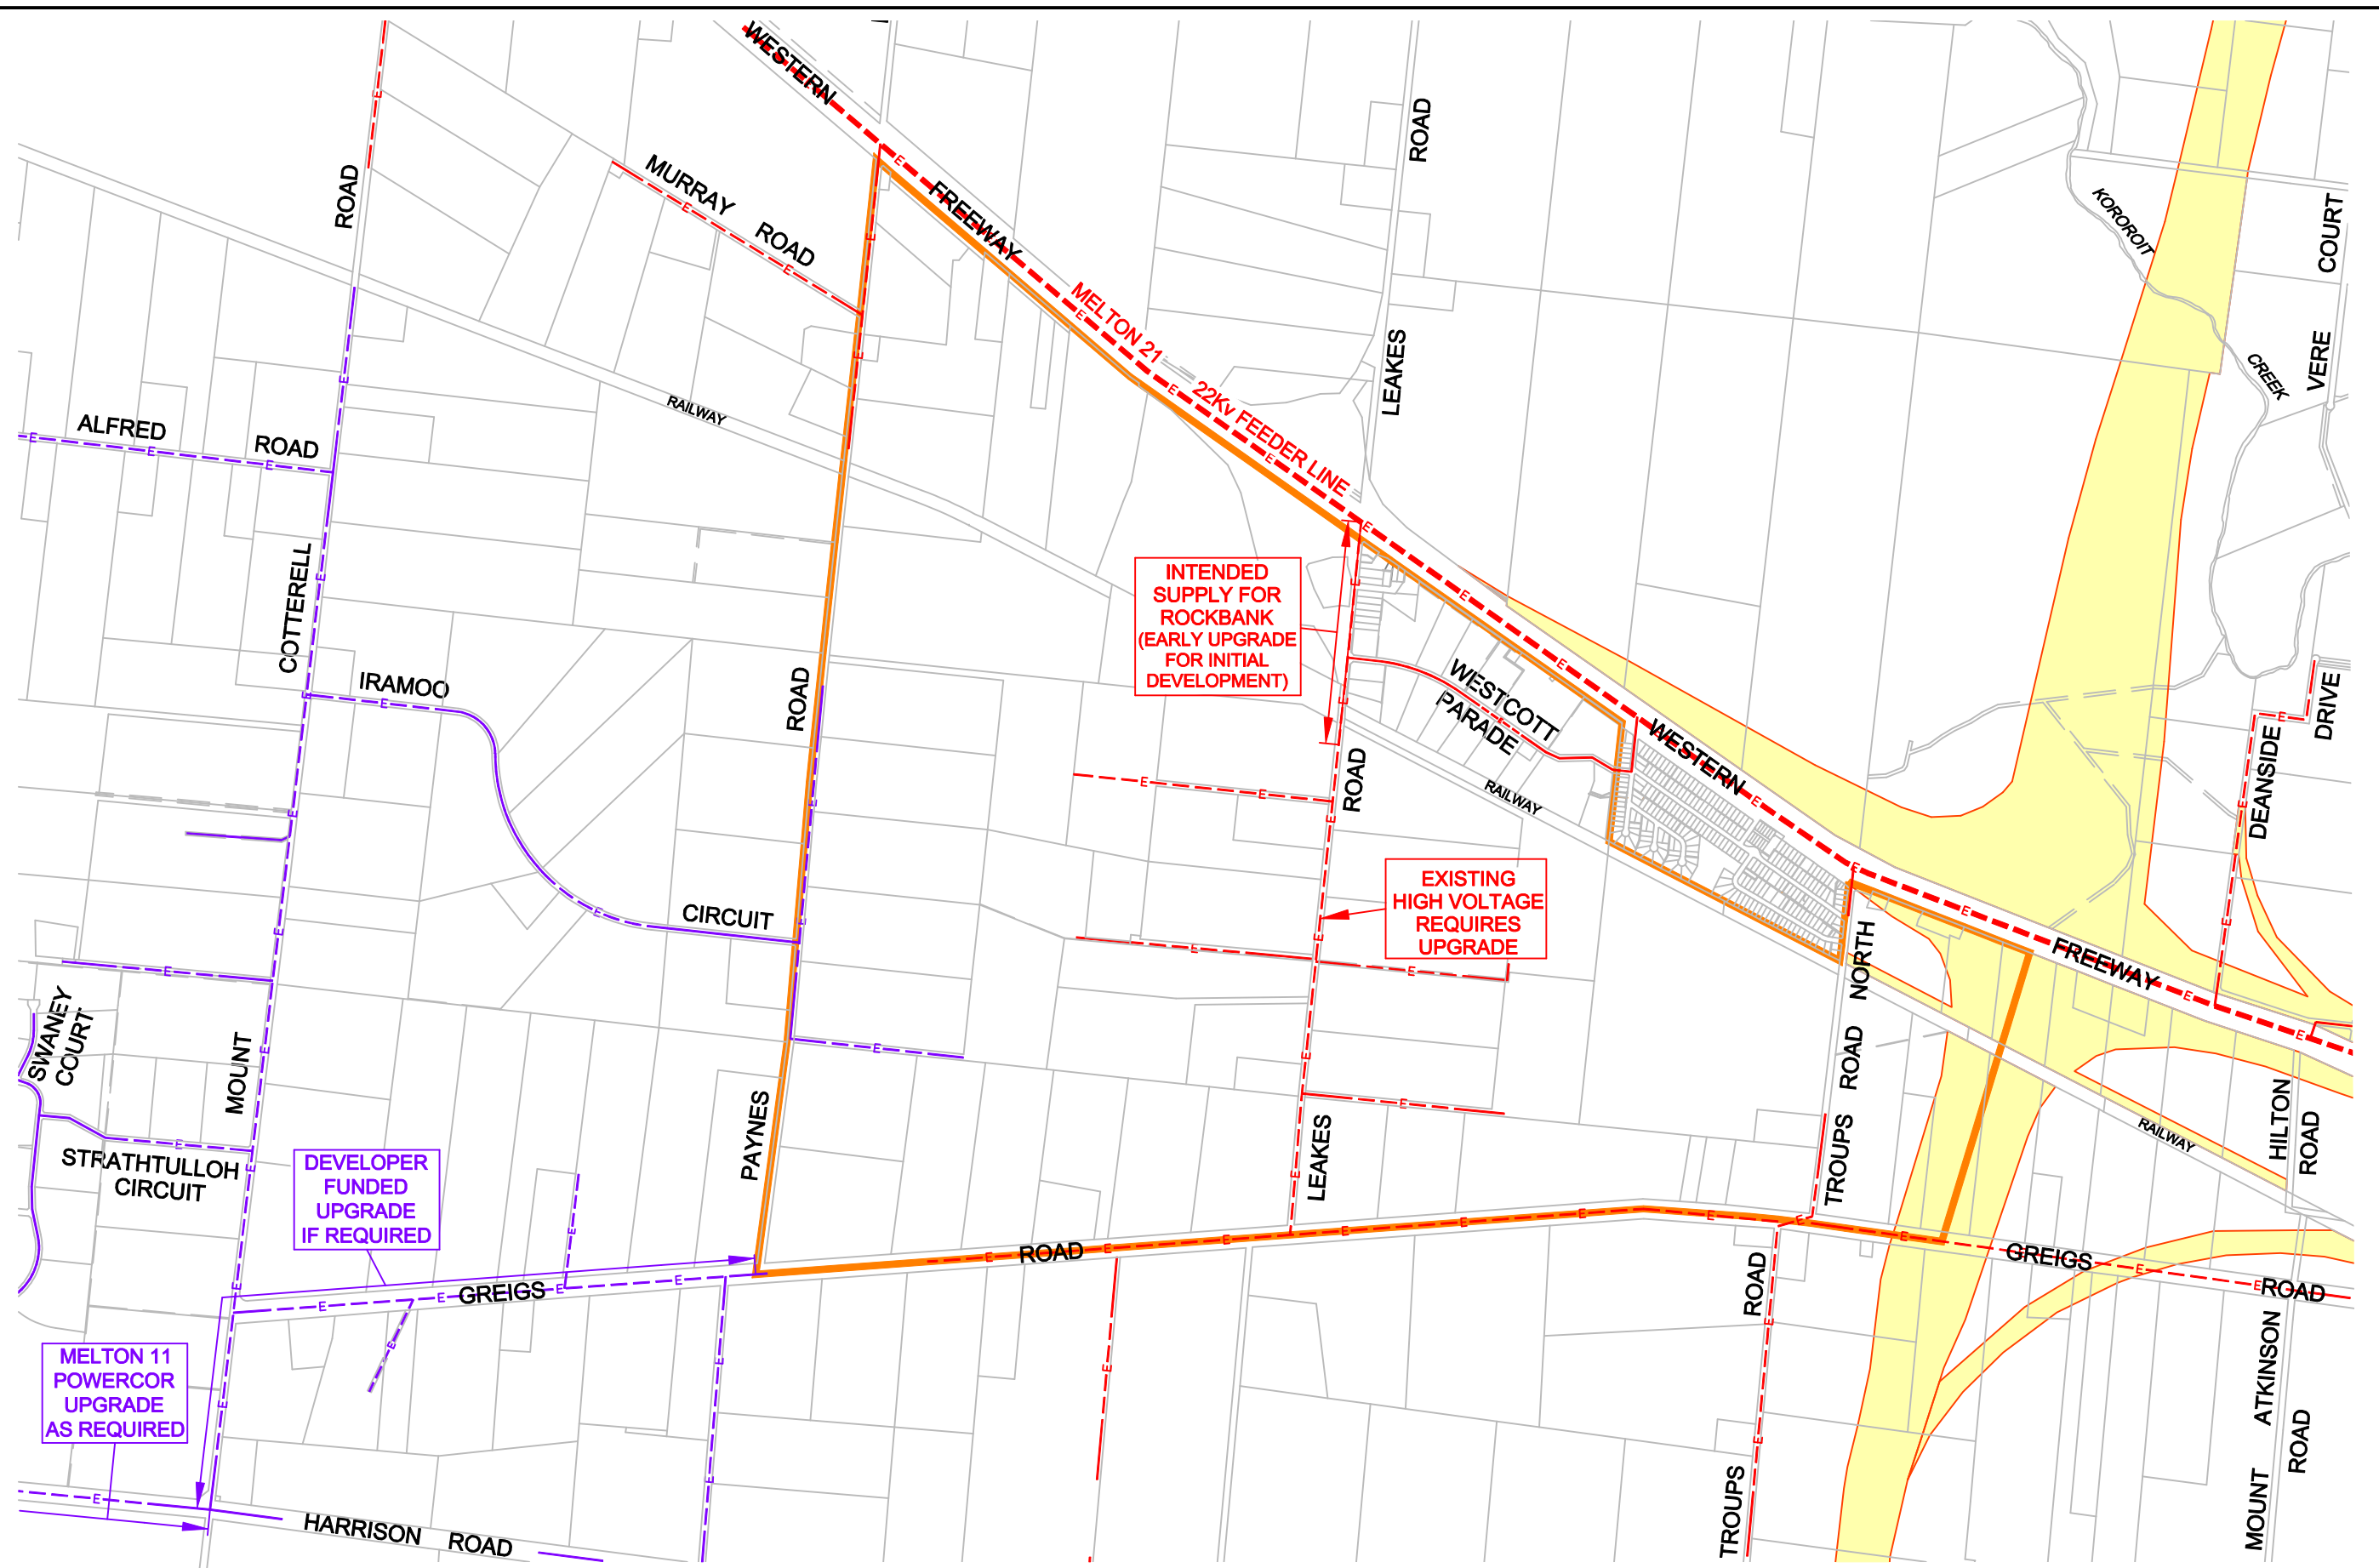 WESTERN
ROAD
MURRAY
ROAD
FREEWAY
ROAD
KOROROIT
COURT
MELTON 21
22Kv FEEDER LINE
LEAKES
CREEK
VERE
RAILWAY
ALFRED
ROAD
COTTERELL
INTENDED
SUPPLY FOR
ROCKBANK
(EARLY UPGRADE
FOR INITIAL
DEVELOPMENT)
IRAMOO
ROAD
WESTCOTT
PARADE
WESTERN
DRIVE
DEANSIDE
ROAD
RAILWAY
EXISTING
HIGH VOLTAGE
REQUIRES
UPGRADE
CIRCUIT
NORTH
FREEWAY
SWANEY
COURT
MOUNT
ROAD
PAYNES
LEAKES
TROUPS
HILTON
ROAD
RAILWAY
STRATHTULLOH
CIRCUIT
DEVELOPER
FUNDED
UPGRADE
IF REQUIRED
ROAD
GREIGS
GREIGS
ROAD
ROAD
MELTON 11
POWERCOR
UPGRADE
AS REQUIRED
ATKINSON
ROAD
MOUNT
TROUPS
HARRISON
ROAD